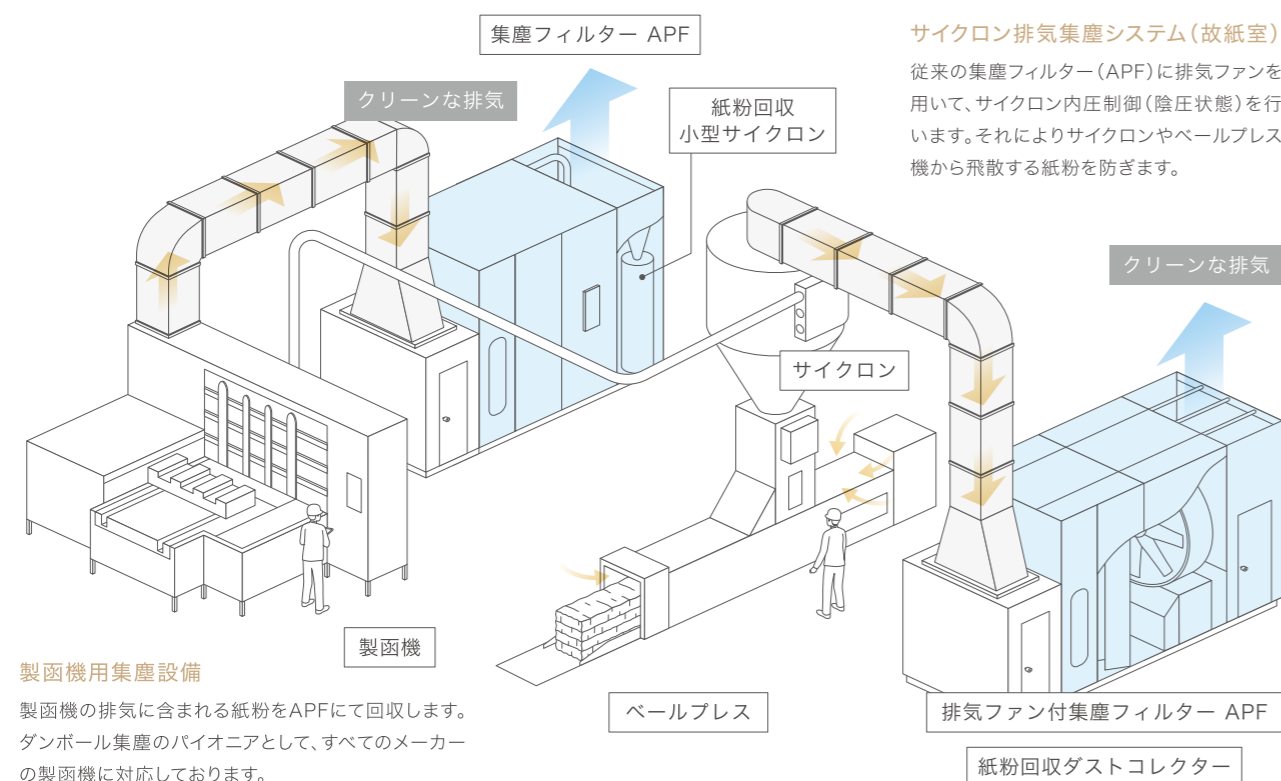 集塵フィルター APF
クリーンな排気
紙粉回収
小型サイクロン
サイクロン排気集塵システム（故紙室）
従来の集塵フィルター（APF）に排気ファンを
用いて、サイクロン内圧制御（陰圧状態）を行
います。それによりサイクロンやベールプレス
機から飛散する紙粉を防ぎます。
クリーンな排気
サイクロン
製函機
製函機用集塵設備
製函機の排気に含まれる紙粉をAPFにて回収します。
ダンボール集塵のパイオニアとして、すべてのメーカー
の製函機に対応しております。
ベールプレス
排気ファン付集塵フィルター APF
紙粉回収ダストコレクター